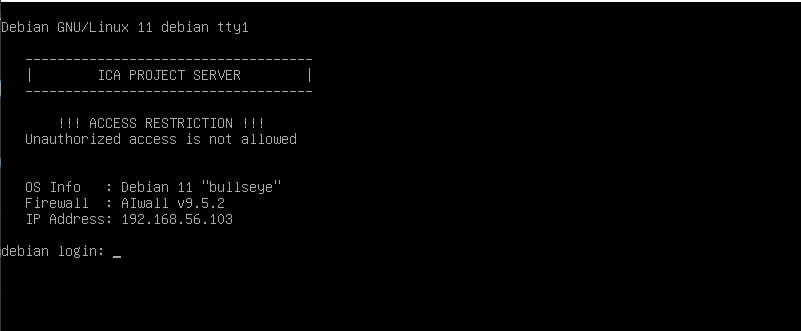 Debian GNU/Linux 11 debian tty1
------------------------------------
|        ICA PROJECT SERVER        |
------------------------------------
!!! ACCESS RESTRICTION !!!
Unauthorized access is not allowed
OS Info   : Debian 11 "bullseye"
Firewall  : AIwall v9.5.2
IP Address: 192.168.56.103
debian login: _